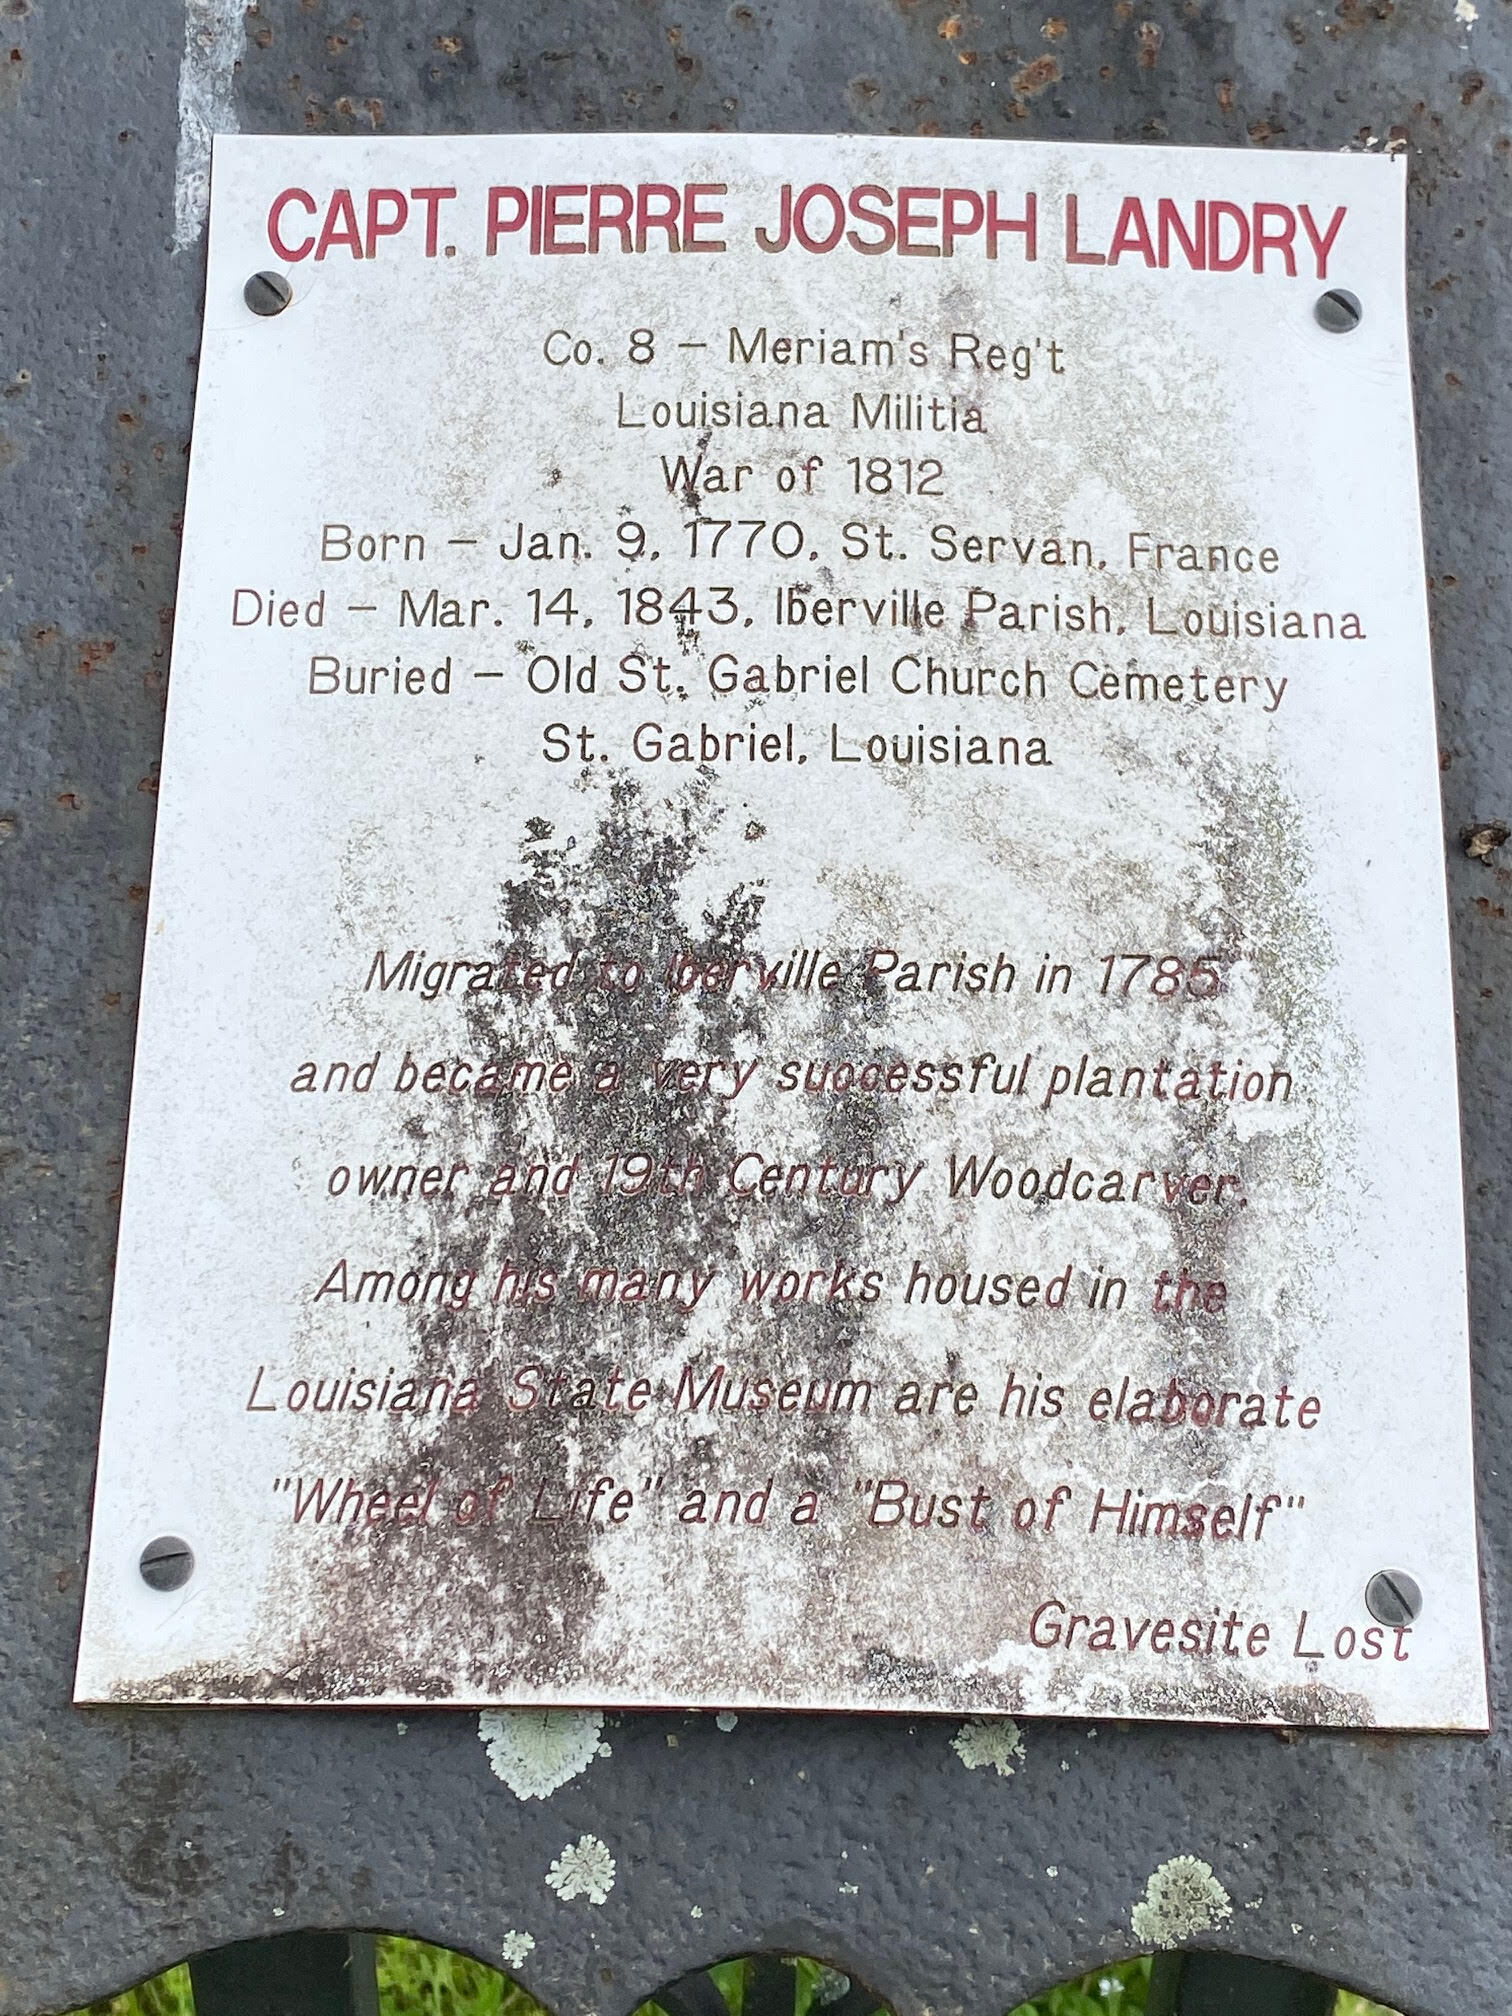 CAPT. PIERRE JOSEPH LANDRY
Co. 8 – Meriam's Reg't
Louisiana Militia
War of 1812
Born – Jan. 9, 1770, St. Servan, France
Died – Mar. 14, 1843, Iberville Parish, Louisiana
Buried – Old St. Gabriel Church Cemetery
St. Gabriel, Louisiana
Migrated to Iberville Parish in 1785
and became a very successful plantation
owner and 19th Century Woodcarver.
Among his many works housed in the
Louisiana State Museum are his elaborate
"Wheel of Life" and a "Bust of Himself"
Gravesite Lost